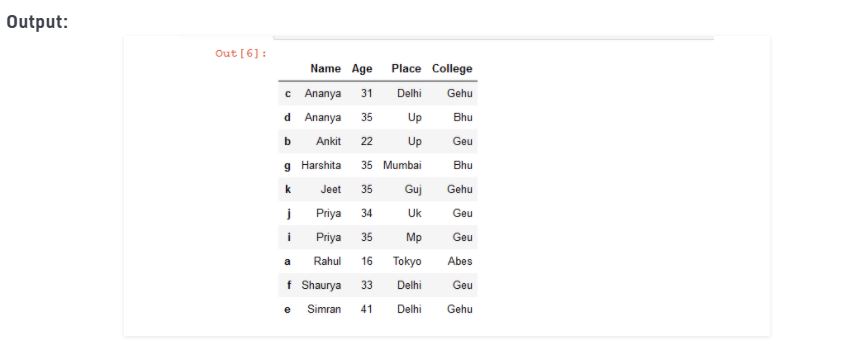 Output:
Out[6]:
Name Age Place College
c Ananya 31 Delhi Gehu
d Ananya 35 Up Bhu
b Ankit 22 Up Geu
g Harshita 35 Mumbai Bhu
k Jeet 35 Guj Gehu
j Priya 34 Uk Geu
i Priya 35 Mp Geu
a Rahul 16 Tokyo Abes
f Shaurya 33 Delhi Geu
e Simran 41 Delhi Gehu